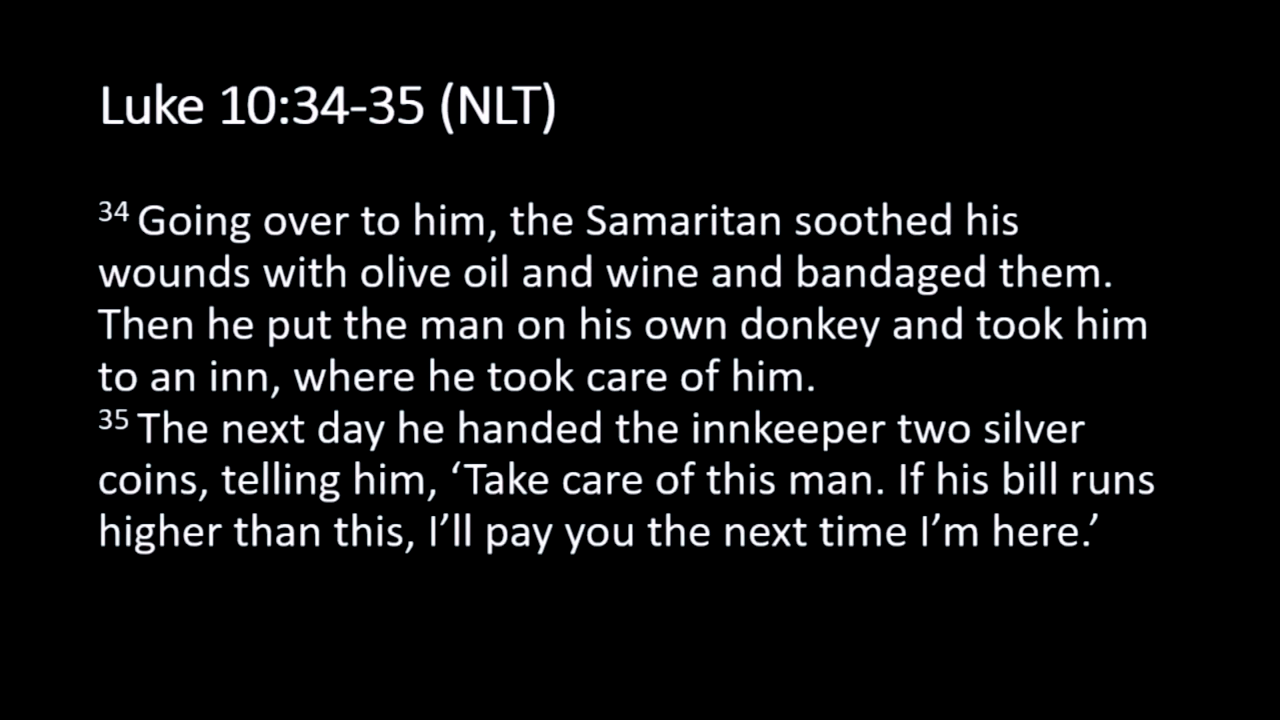 Luke 10:34-35 (NLT)
34 Going over to him, the Samaritan soothed his
wounds with olive oil and wine and bandaged them.
Then he put the man on his own donkey and took him
to an inn, where he took care of him.
35 The next day he handed the innkeeper two silver
coins, telling him, ‘Take care of this man. If his bill runs
higher than this, I’ll pay you the next time I’m here.’